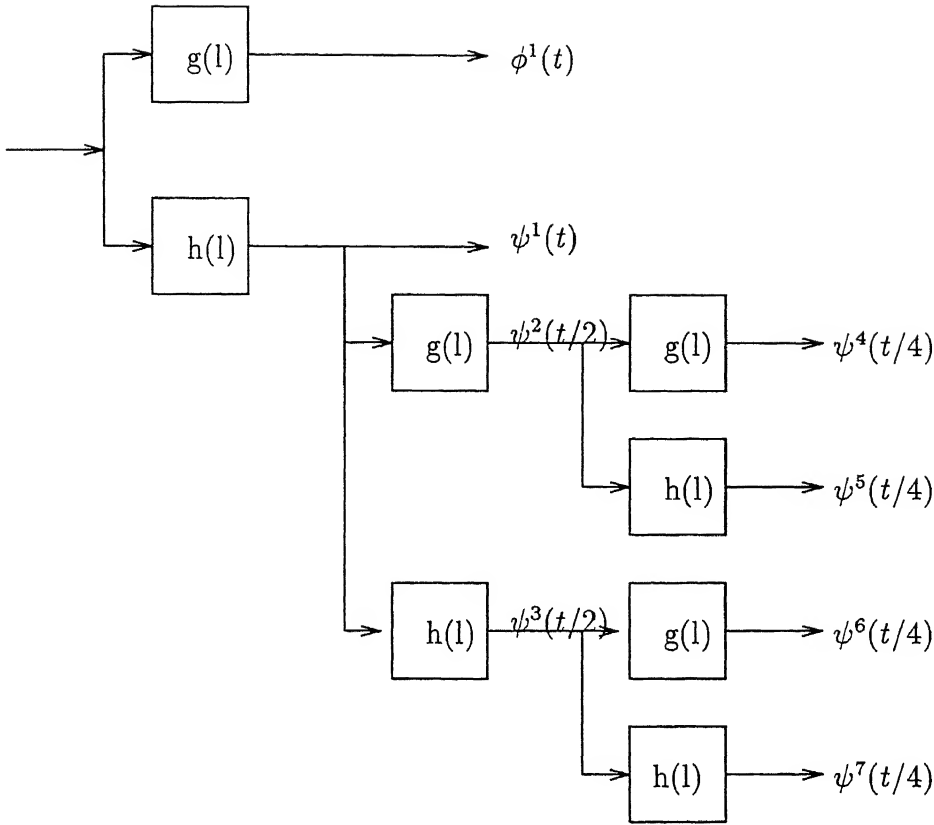 g(l) ϕ¹(t)
h(l) ψ¹(t)
g(l) ψ²(t/2) g(l) ψ⁴(t/4)
h(l) ψ⁵(t/4)
h(l) ψ³(t/2) g(l) ψ⁶(t/4)
h(l) ψ⁷(t/4)